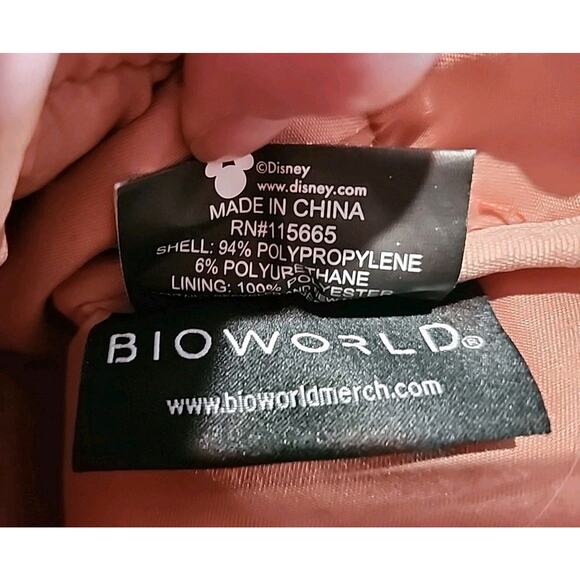 ©Disney
www.disney.com
MADE IN CHINA
RN#115665
SHELL: 94% POLYPROPYLENE
6% POLYURETHANE
LINING: 100% POLYESTER
BIOWORLD®
www.bioworldmerch.com